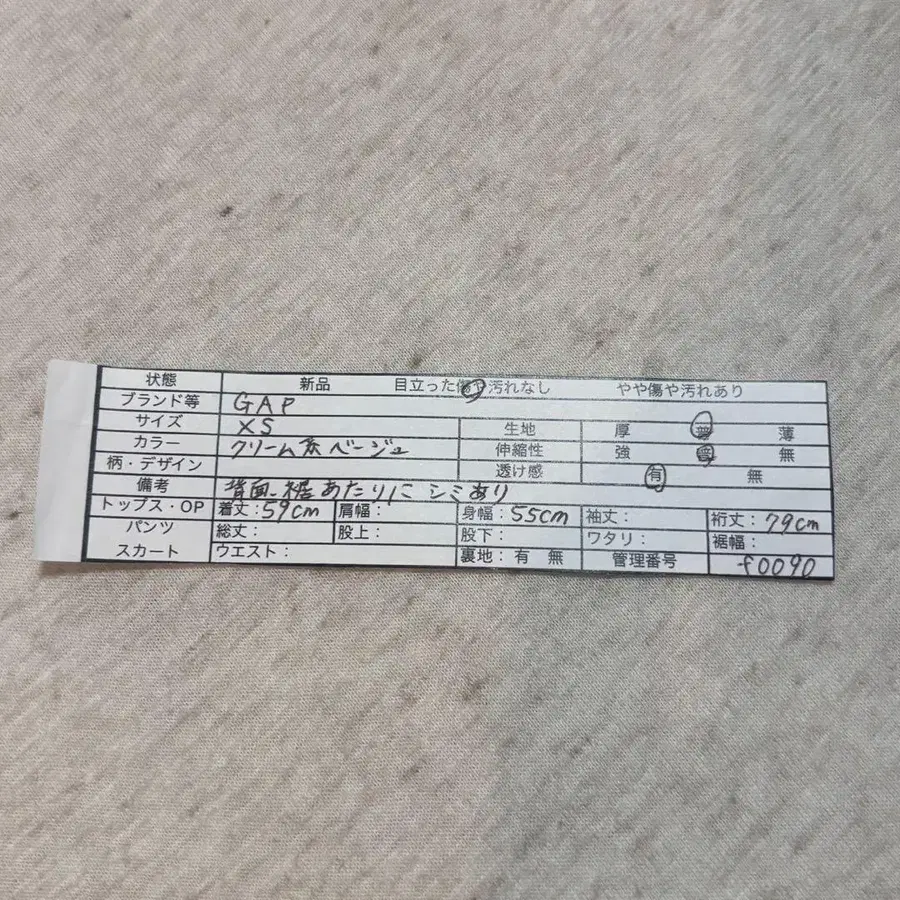 状態 新品 目立った傷や汚れなし やや傷や汚れあり
ブランド等 GAP
サイズ XS 生地 厚 普 薄
カラー クリーム系ベージュ 伸縮性 強 普 無
柄・デザイン 透け感 有 無
備考 背面、裾あたりにシミあり
トップス・OP 着丈:59cm 肩幅: 身幅:55cm 袖丈: 裄丈:79cm
パンツ 総丈: 股上: 股下: ワタリ: 裾幅:
スカート ウエスト: 裏地:有 無 管理番号 f0090